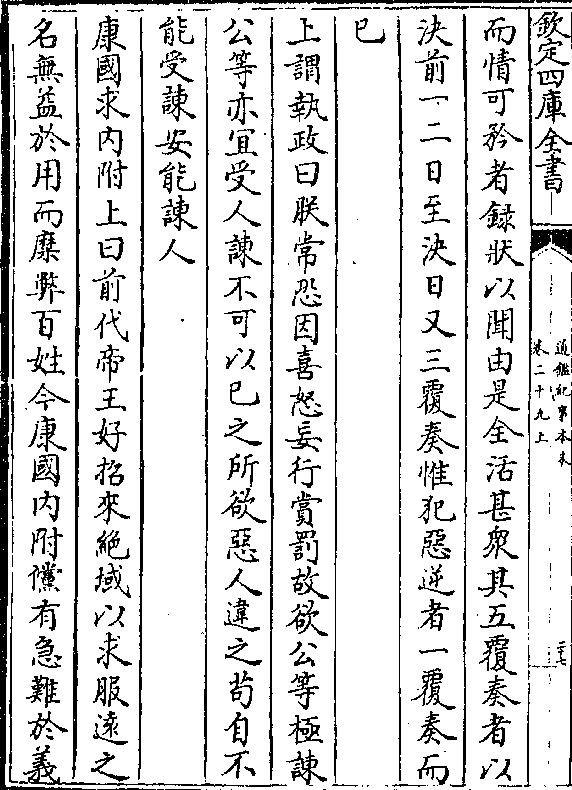 欽定四庫全書
通鑑紀事本末
卷二十九上
二七
而情可矜者録狀以聞由是全活甚衆其五覆奏者以
決前一二日至決日又三覆奏惟犯惡逆者一覆奏而
已
上謂執政曰朕常恐因喜怒妄行賞罰故欲公等極諫
公等亦宜受人諫不可以已之所欲惡人違之苟自不
能受諫安能諫人
康國求内附上曰前代帝王好招來絶域以求服逺之
名無益於用而糜弊百姓今康國内附儻有急難於義